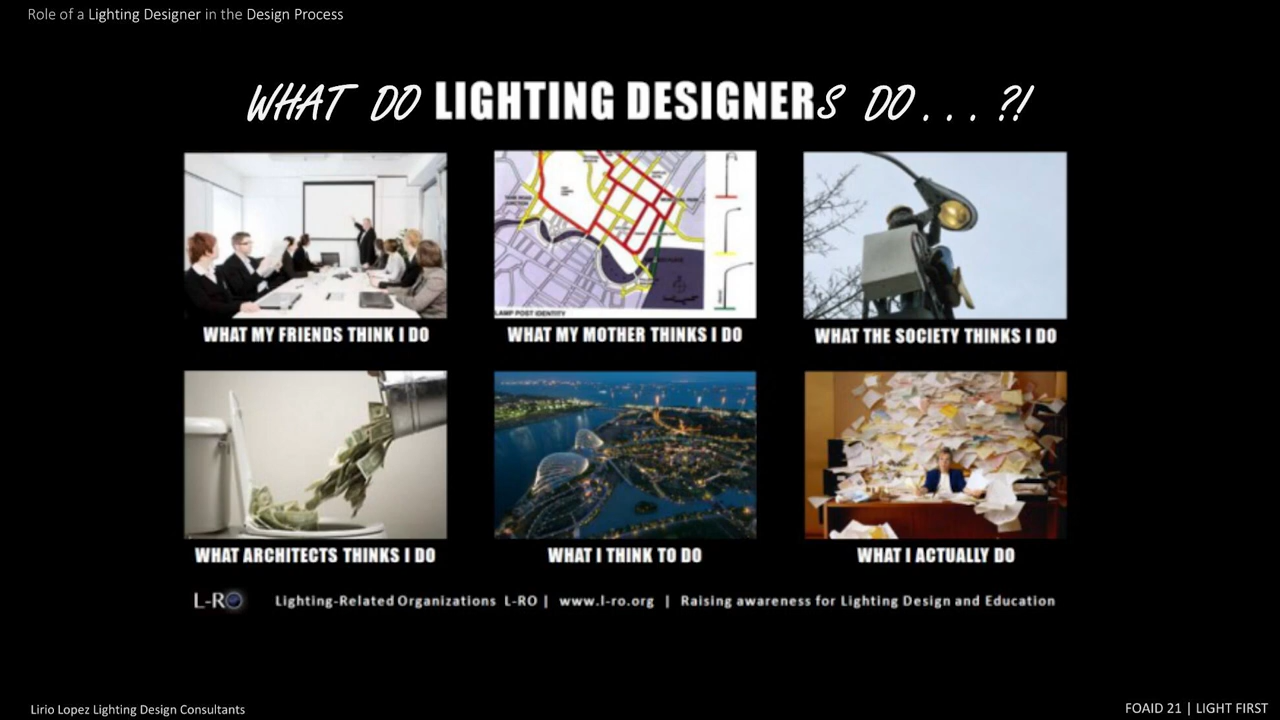 Role of a Lighting Designer in the Design Process
WHAT DO LIGHTING DESIGNERS DO . . . ?!
LAMP POST IDENTITY
WHAT MY FRIENDS THINK I DO
WHAT MY MOTHER THINKS I DO
WHAT THE SOCIETY THINKS I DO
WHAT ARCHITECTS THINKS I DO
WHAT I THINK TO DO
WHAT I ACTUALLY DO
L-RO
Lighting-Related Organizations L-RO | www.l-ro.org | Raising awareness for Lighting Design and Education
Lirio Lopez Lighting Design Consultants
FOAID 21 | LIGHT FIRST